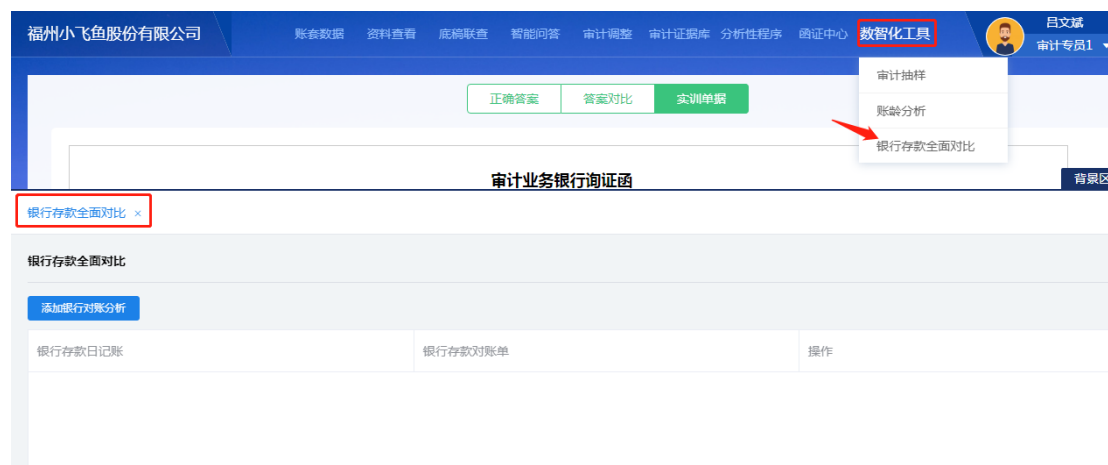 福州小飞鱼股份有限公司 账套数据 资料查看 底稿联查 智能问答 审计调整 审计证据库 分析性程序 函证中心 数智化工具 吕文斌
审计专员1
审计抽样
正确答案 答案对比 实训单据
账龄分析
银行存款全面对比
审计业务银行询证函
背景区
银行存款全面对比 ×
银行存款全面对比
添加银行对账分析
银行存款日记账 银行存款对账单 操作